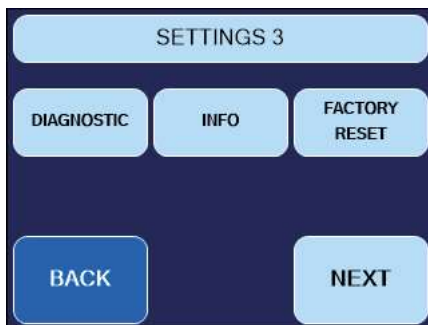 SETTINGS 3
DIAGNOSTIC
INFO
FACTORY
RESET
BACK
NEXT